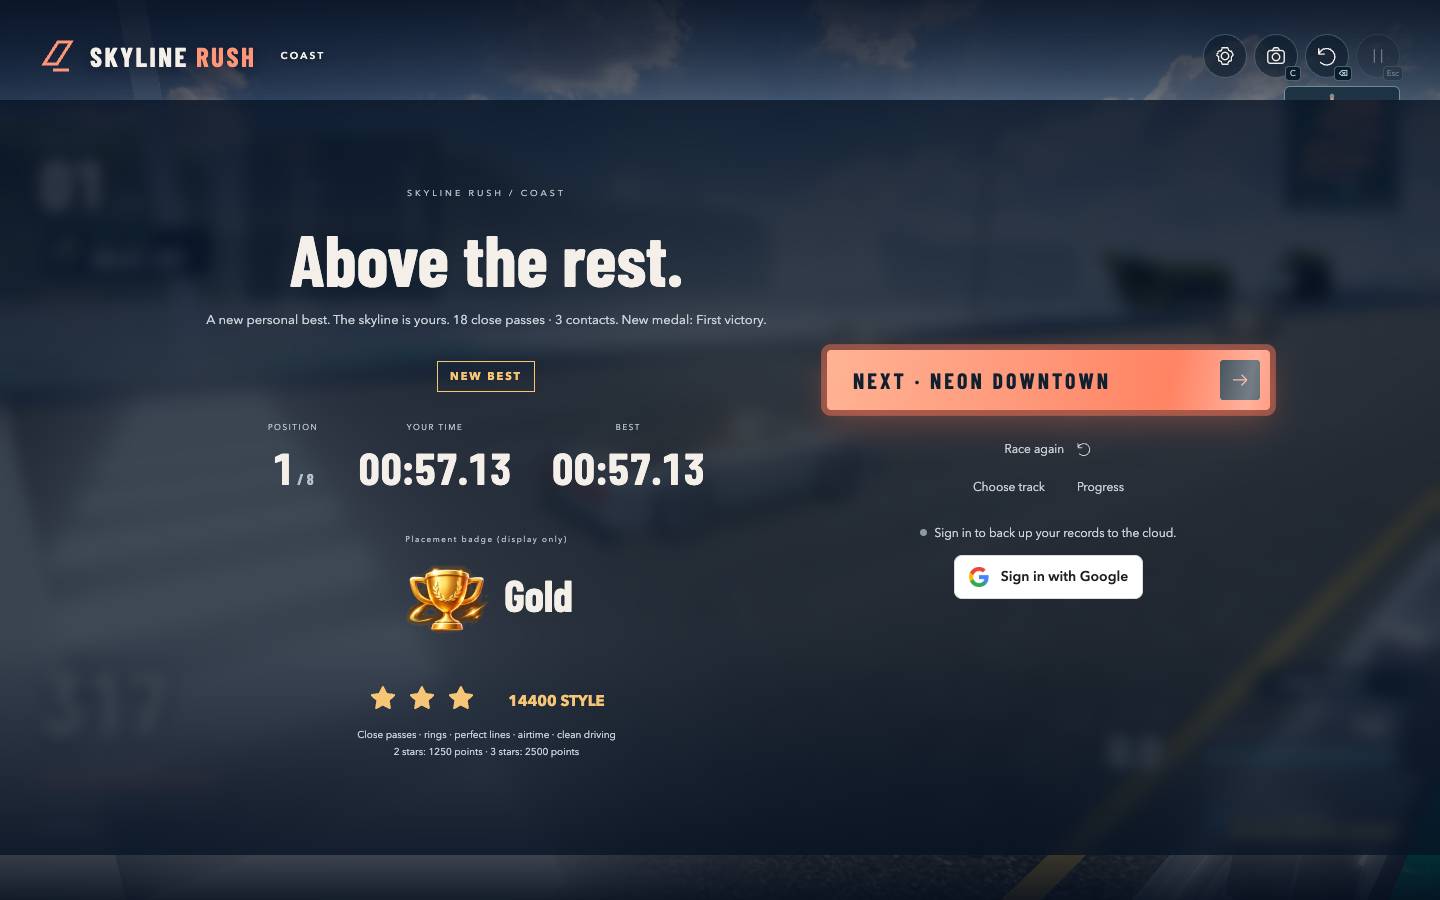 SKYLINE RUSH COAST
C
Esc
01
SKYLINE RUSH / COAST
Above the rest.
A new personal best. The skyline is yours. 18 close passes · 3 contacts. New medal: First victory.
NEW BEST
POSITION YOUR TIME BEST
1 / 8 00:57.13 00:57.13
NEXT · NEON DOWNTOWN
Race again
Choose track Progress
Sign in to back up your records to the cloud.
Sign in with Google
Placement badge (display only)
Gold
14400 STYLE
Close passes · rings · perfect lines · airtime · clean driving
2 stars: 1250 points · 3 stars: 2500 points
317